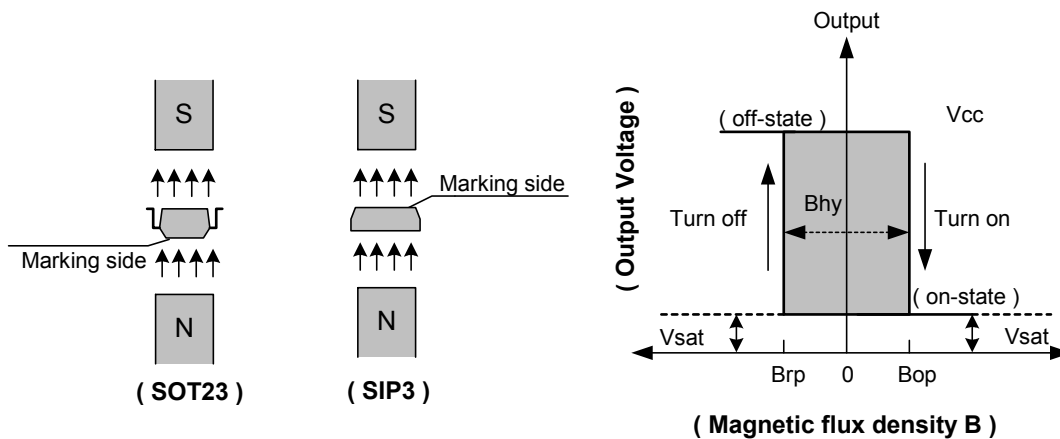 S
N
Marking side
( SOT23 )
S
N
Marking side
( SIP3 )
Output
( Output Voltage )
( off-state )
Vcc
Turn off
Bhy
Turn on
( on-state )
Vsat
Vsat
Brp
0
Bop
( Magnetic flux density B )